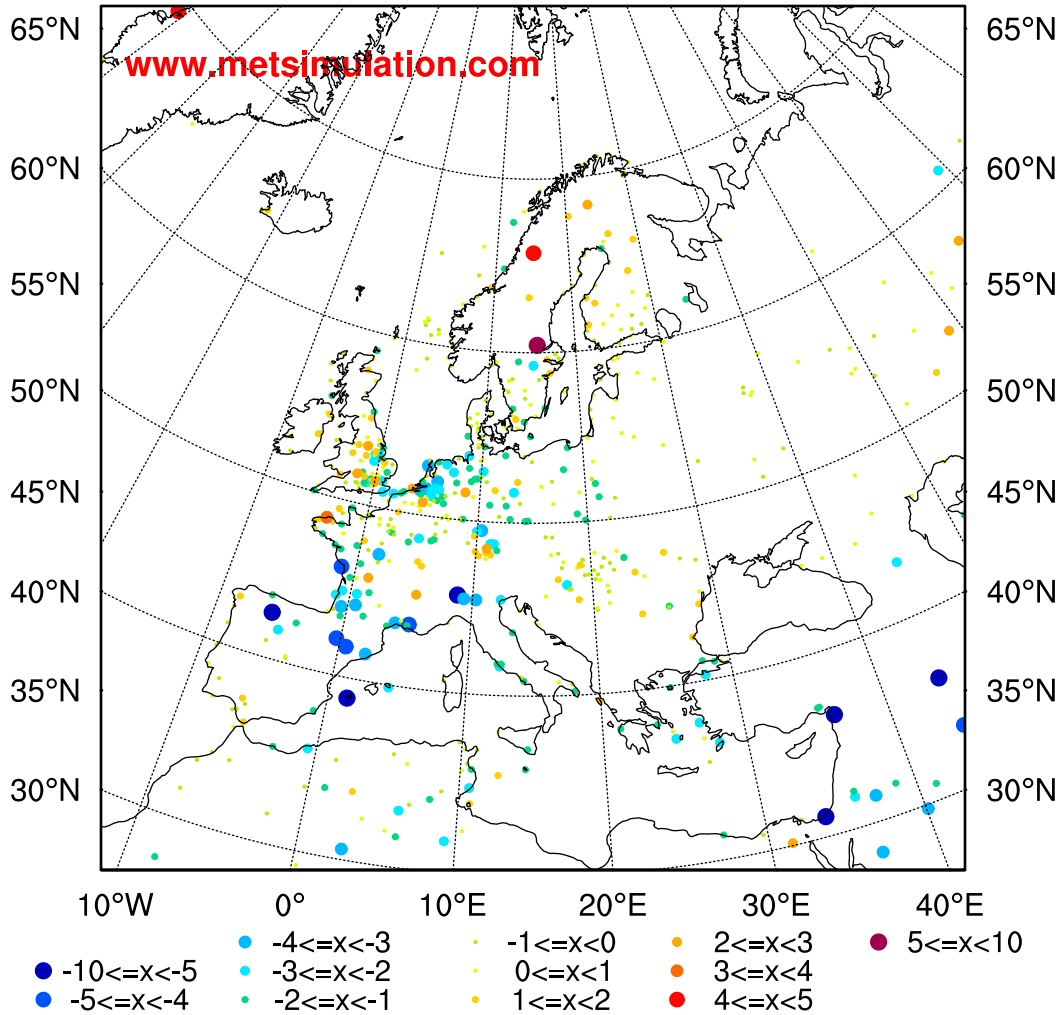 65°N 65°N
www.metsimulation.com
60°N 60°N
55°N 55°N
50°N 50°N
45°N 45°N
40°N 40°N
35°N 35°N
30°N 30°N
10°W 0° 10°E 20°E 30°E 40°E
-4<=x<-3 -1<=x<0 2<=x<3 5<=x<10
-10<=x<-5 -3<=x<-2 0<=x<1 3<=x<4
-5<=x<-4 -2<=x<-1 1<=x<2 4<=x<5